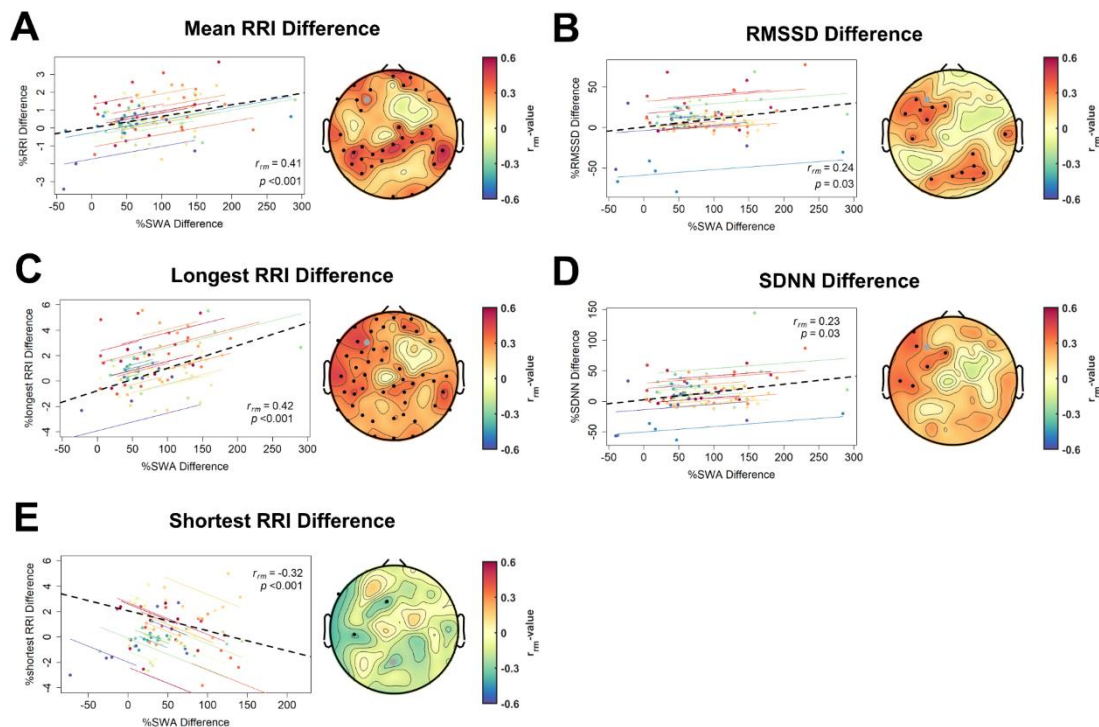 A
Mean RRI Difference
%RRI Difference
3
2
1
0
-1
-3
-50 0 50 100 150 200 250 300
%SWA Difference
r_rm = 0.41
p <0.001
0.6
0.3
0
-0.3
-0.6
r_rm-value
B
RMSSD Difference
%RMSSD Difference
50
0
-50
-50 0 50 100 150 200 250 300
%SWA Difference
r_rm = 0.24
p = 0.03
0.6
0.3
0
-0.3
-0.6
r_rm-value
C
Longest RRI Difference
%longest RRI Difference
6
4
2
0
-2
-4
-50 0 50 100 150 200 250 300
%SWA Difference
r_rm = 0.42
p <0.001
0.6
0.3
0
-0.3
-0.6
r_rm-value
D
SDNN Difference
%SDNN Difference
150
100
50
0
-50
-50 0 50 100 150 200 250 300
%SWA Difference
r_rm = 0.23
p = 0.03
0.6
0.3
0
-0.3
-0.6
r_rm-value
E
Shortest RRI Difference
%shortest RRI Difference
6
4
2
0
-2
-4
-50 0 50 100 150 200
%SWA Difference
r_rm = -0.32
p <0.001
0.6
0.3
0
-0.3
-0.6
r_rm-value